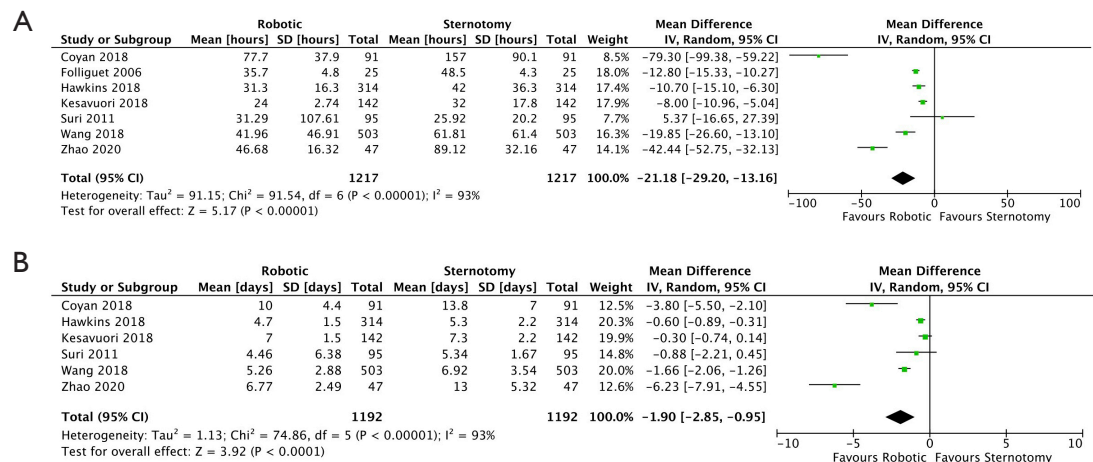 A
Robotic Sternotomy Mean Difference Mean Difference
Study or Subgroup Mean [hours] SD [hours] Total Mean [hours] SD [hours] Total Weight IV, Random, 95% CI IV, Random, 95% CI
Coyan 2018 77.7 37.9 91 157 90.1 91 8.5% −79.30 [−99.38, −59.22]
Folliguet 2006 35.7 4.8 25 48.5 4.3 25 18.0% −12.80 [−15.33, −10.27]
Hawkins 2018 31.3 16.3 314 42 36.3 314 17.4% −10.70 [−15.10, −6.30]
Kesavuori 2018 24 2.74 142 32 17.8 142 17.9% −8.00 [−10.96, −5.04]
Suri 2011 31.29 107.61 95 25.92 20.2 95 7.7% 5.37 [−16.65, 27.39]
Wang 2018 41.96 46.91 503 61.81 61.4 503 16.3% −19.85 [−26.60, −13.10]
Zhao 2020 46.68 16.32 47 89.12 32.16 47 14.1% −42.44 [−52.75, −32.13]
Total (95% CI) 1217 1217 100.0% −21.18 [−29.20, −13.16]
Heterogeneity: Tau² = 91.15; Chi² = 91.54, df = 6 (P < 0.00001); I² = 93%
Test for overall effect: Z = 5.17 (P < 0.00001)
−100 −50 0 50 100
Favours Robotic Favours Sternotomy
B
Robotic Sternotomy Mean Difference Mean Difference
Study or Subgroup Mean [days] SD [days] Total Mean [days] SD [days] Total Weight IV, Random, 95% CI IV, Random, 95% CI
Coyan 2018 10 4.4 91 13.8 7 91 12.5% −3.80 [−5.50, −2.10]
Hawkins 2018 4.7 1.5 314 5.3 2.2 314 20.3% −0.60 [−0.89, −0.31]
Kesavuori 2018 7 1.5 142 7.3 2.2 142 19.9% −0.30 [−0.74, 0.14]
Suri 2011 4.46 6.38 95 5.34 1.67 95 14.8% −0.88 [−2.21, 0.45]
Wang 2018 5.26 2.88 503 6.92 3.54 503 20.0% −1.66 [−2.06, −1.26]
Zhao 2020 6.77 2.49 47 13 5.32 47 12.6% −6.23 [−7.91, −4.55]
Total (95% CI) 1192 1192 100.0% −1.90 [−2.85, −0.95]
Heterogeneity: Tau² = 1.13; Chi² = 74.86, df = 5 (P < 0.00001); I² = 93%
Test for overall effect: Z = 3.92 (P < 0.0001)
−10 −5 0 5 10
Favours Robotic Favours Sternotomy